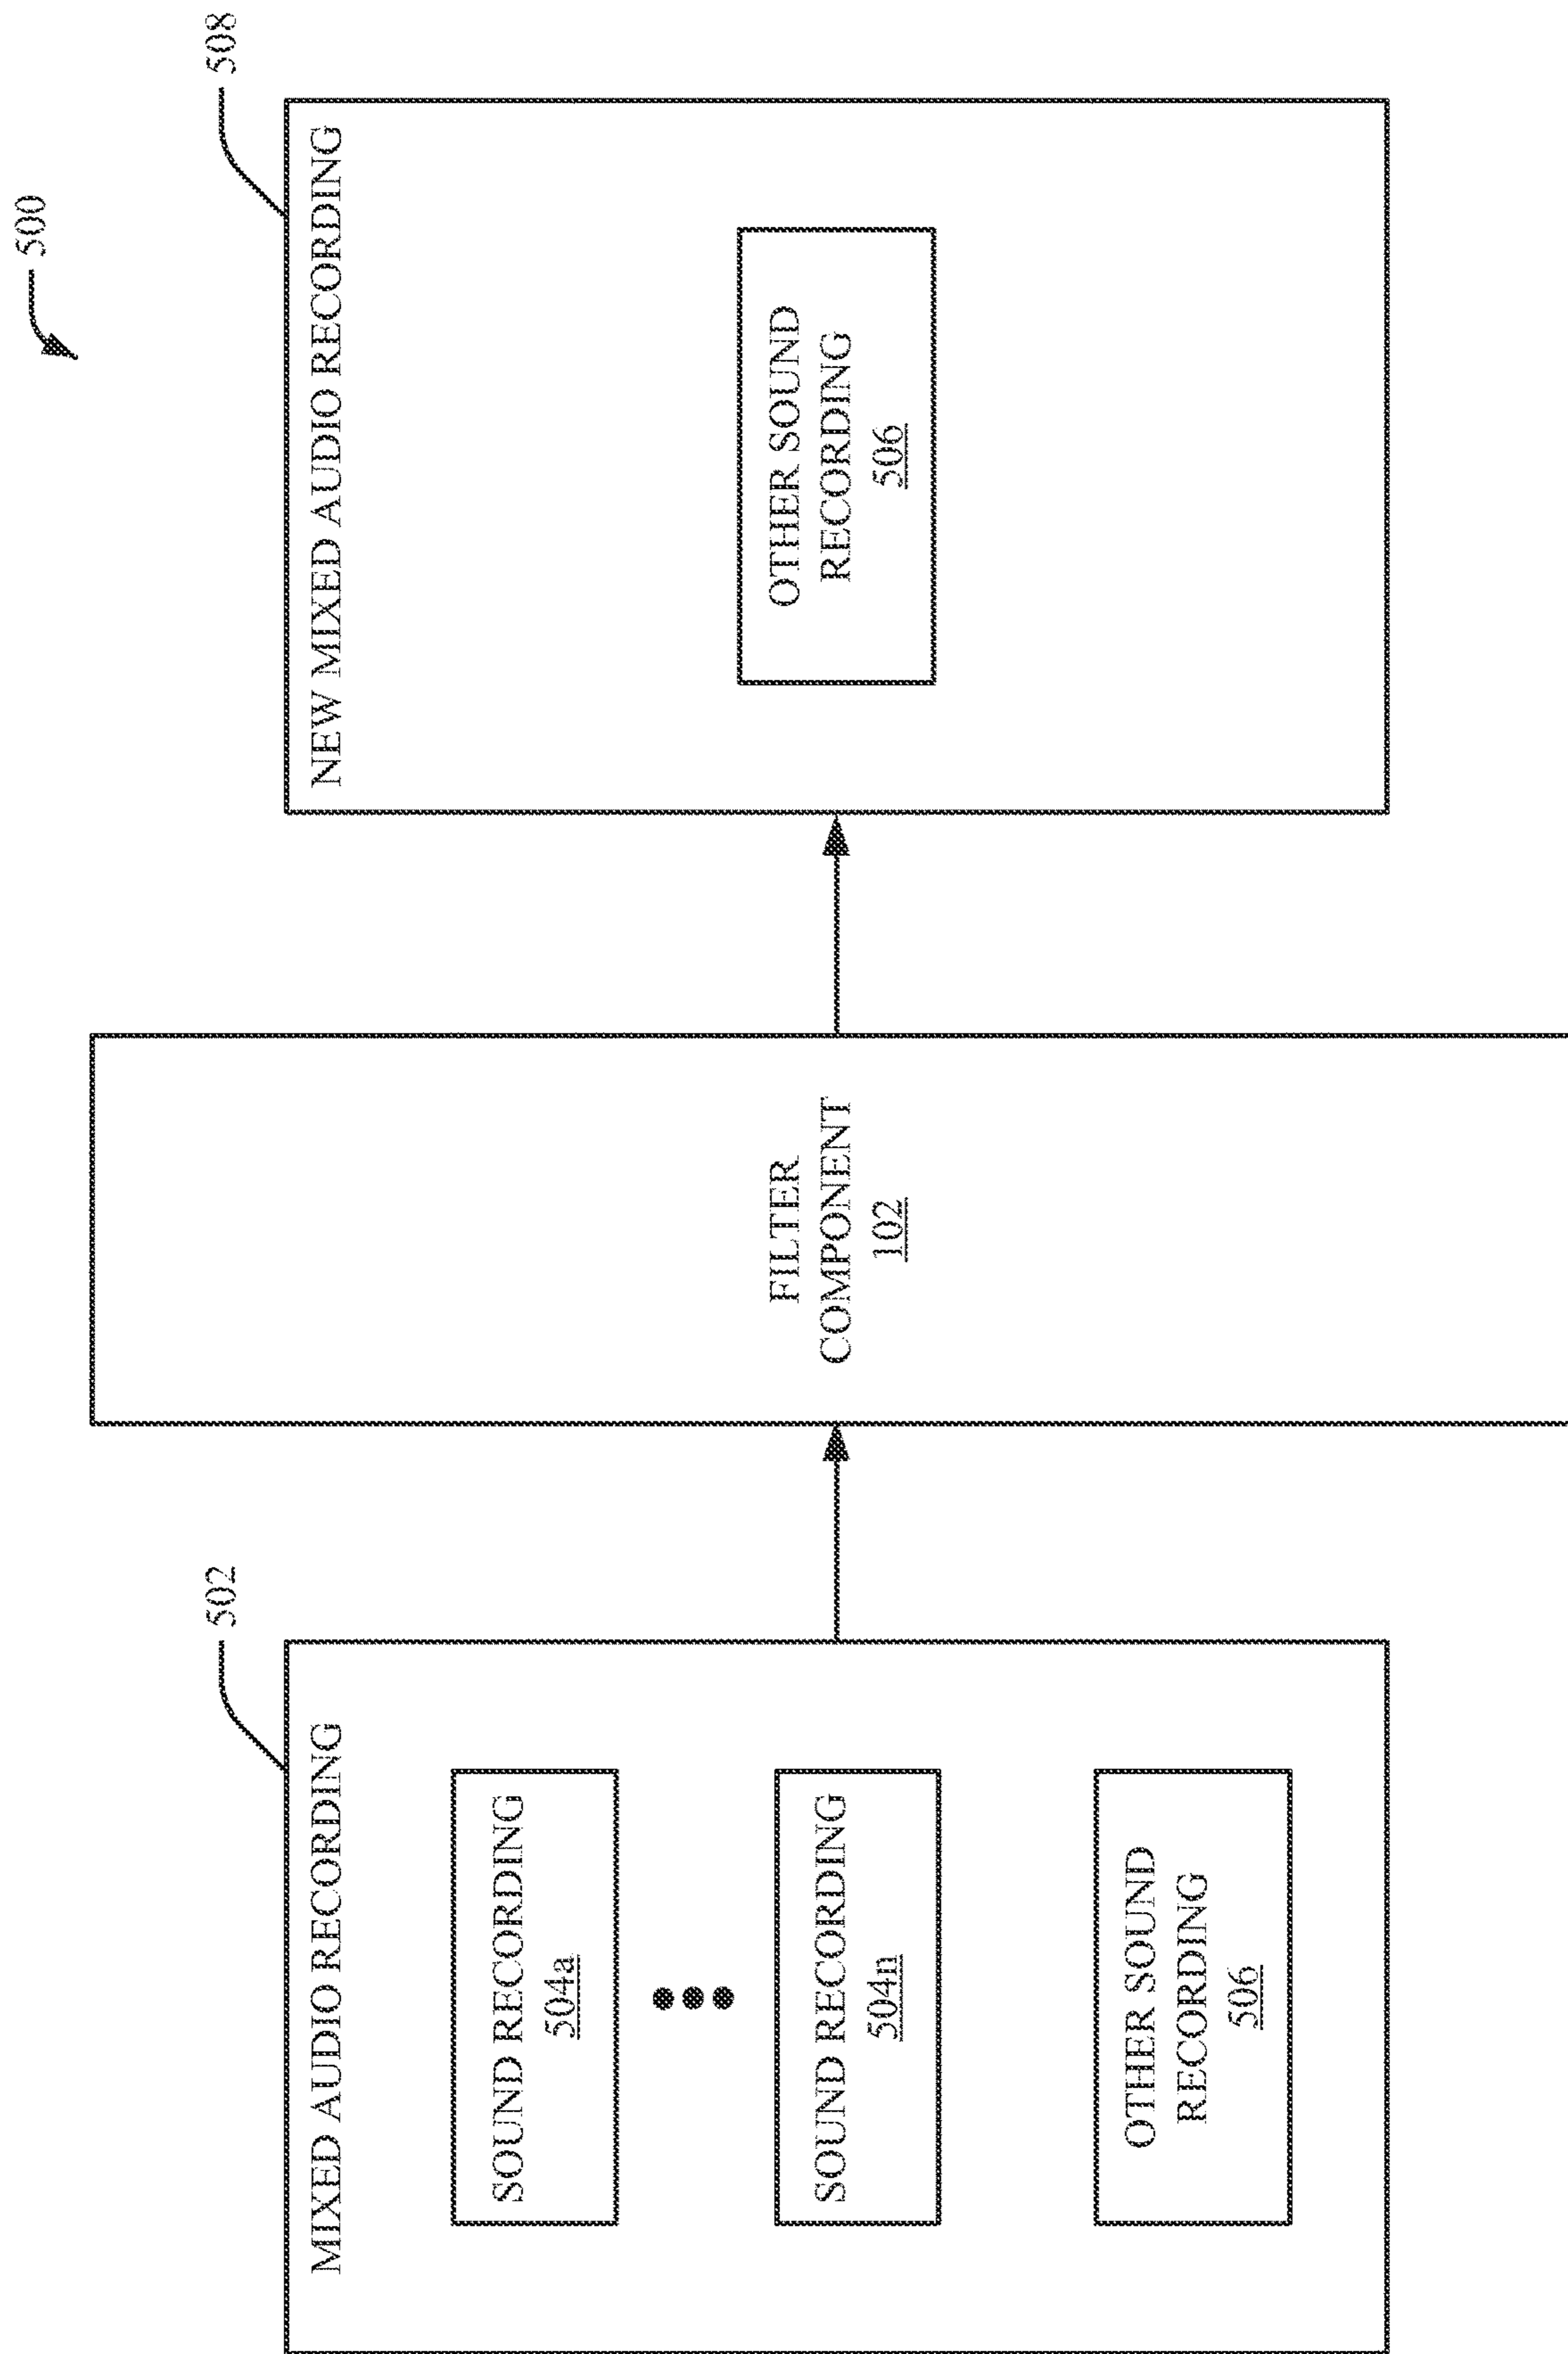 500
502
MIXED AUDIO RECORDING
SOUND RECORDING
504a
SOUND RECORDING
504n
OTHER SOUND
RECORDING
506
FILTER
COMPONENT
102
508
NEW MIXED AUDIO RECORDING
OTHER SOUND
RECORDING
506